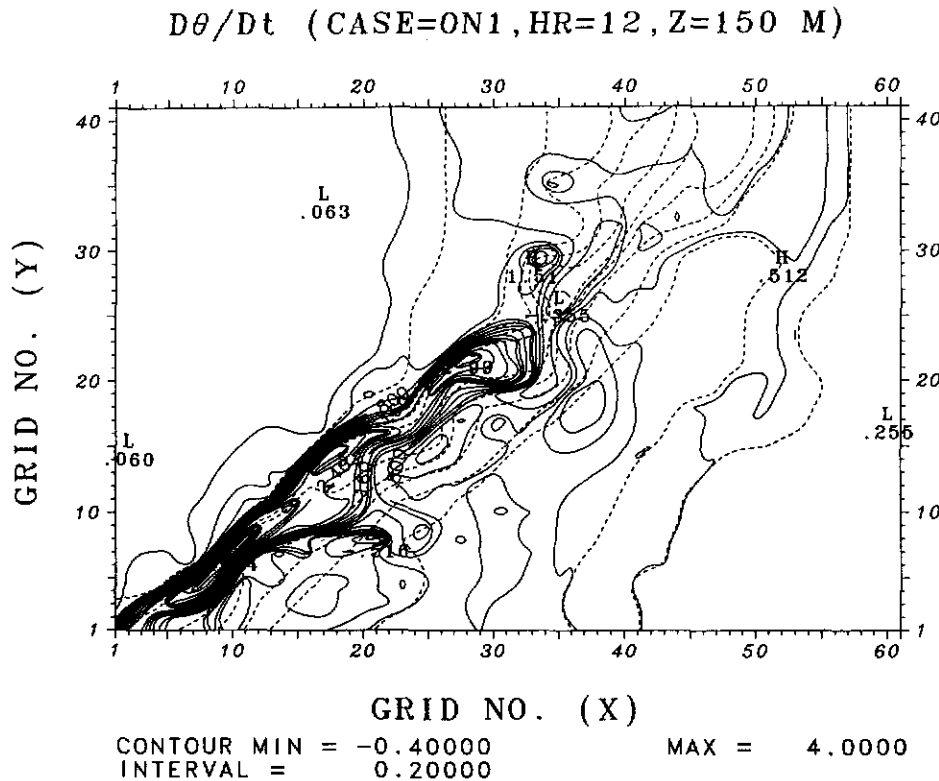 Dθ/Dt (CASE=ON1,HR=12,Z=150 M)
1 10 20 30 40 50 60
40 40
L
.063
30 30
H
H
.512
L
20 20
.800
L
.255
L
.060
10 10
1 1
1 10 20 30 40 50 60
GRID NO. (Y)
GRID NO. (X)
CONTOUR MIN = -0.40000 MAX = 4.0000
INTERVAL = 0.20000